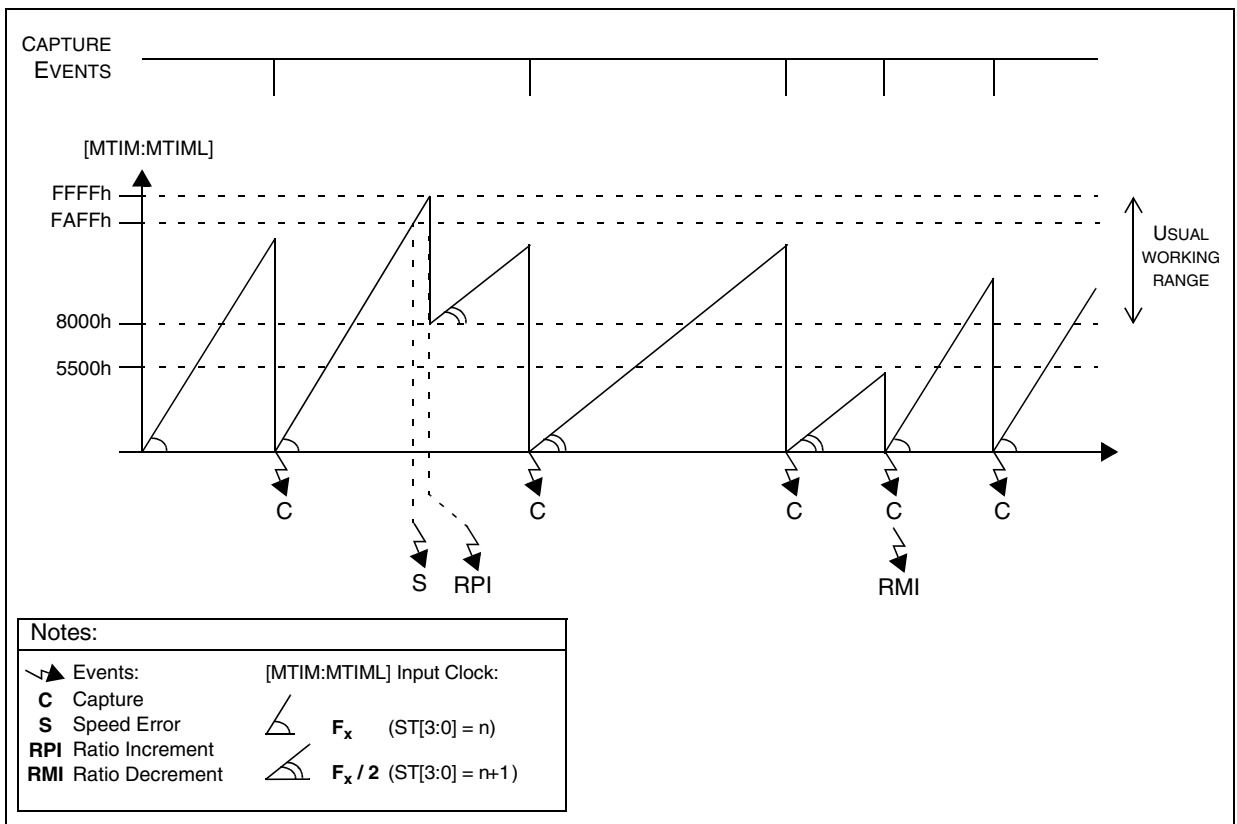 CAPTURE
EVENTS
[MTIM:MTIML]
FFFFh
FAFFh
USUAL
WORKING
RANGE
8000h
5500h
C
C
C
C
C
S
RPI
RMI
Notes:
Events:
[MTIM:MTIML] Input Clock:
C Capture
S Speed Error
Fx (ST[3:0] = n)
RPI Ratio Increment
RMI Ratio Decrement
Fx / 2 (ST[3:0] = n+1)